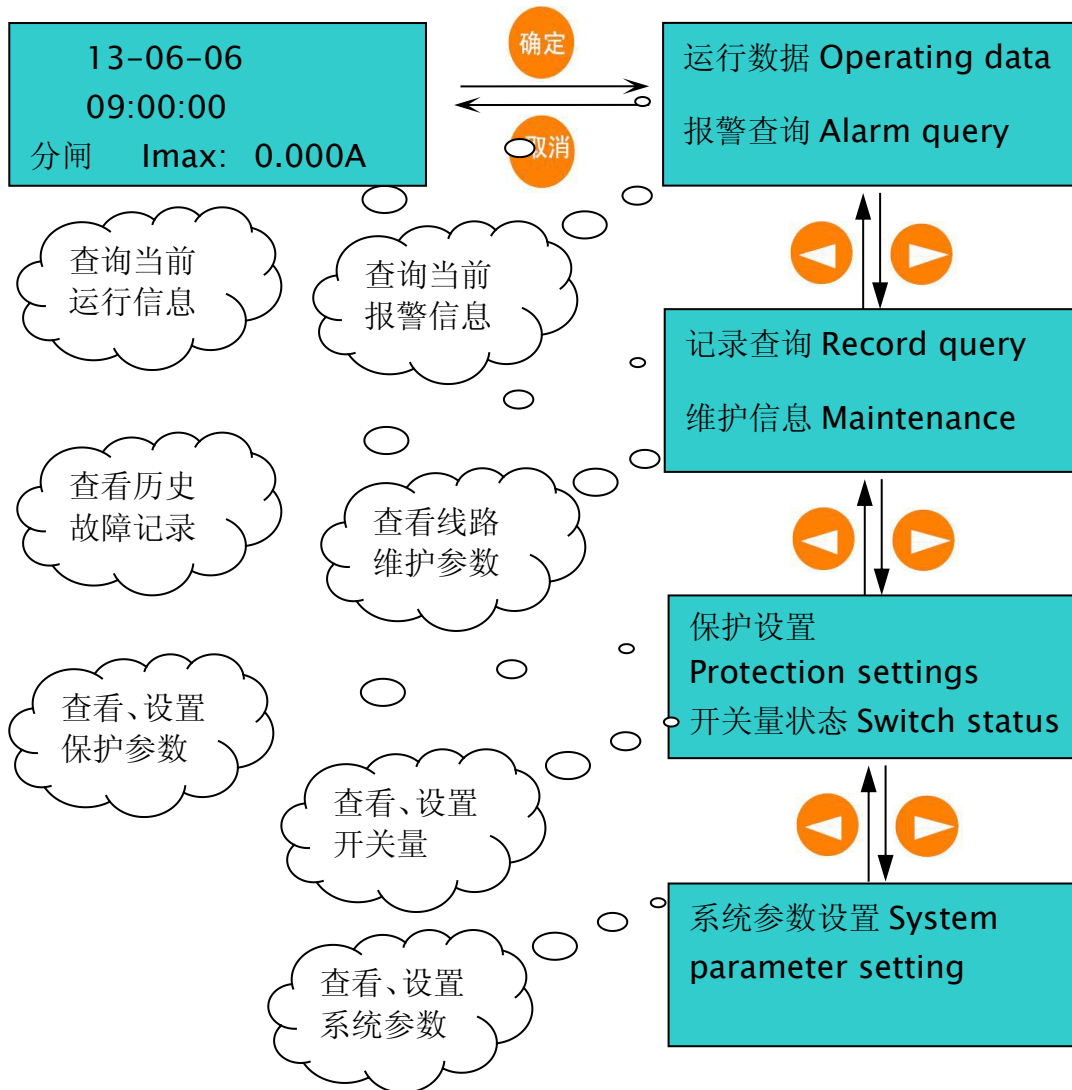 13-06-06
09:00:00
分闸 Imax: 0.000A
确定
取消
运行数据 Operating data
报警查询 Alarm query
查询当前
运行信息
查询当前
报警信息
记录查询 Record query
维护信息 Maintenance
查看历史
故障记录
查看线路
维护参数
保护设置
Protection settings
开关量状态 Switch status
查看、设置
保护参数
查看、设置
开关量
系统参数设置 System
parameter setting
查看、设置
系统参数